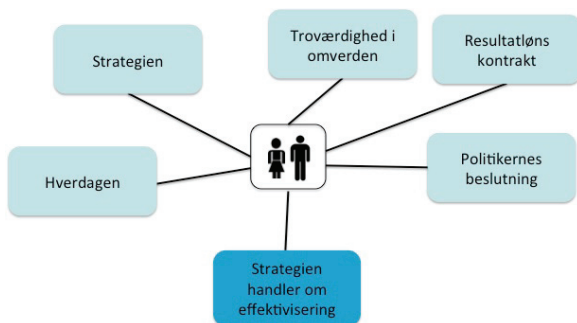 Strategien
Troværdighed i
omverden
Resultatløns
kontrakt
Hverdagen
Politikernes
beslutning
Strategien
handler om
effektivisering